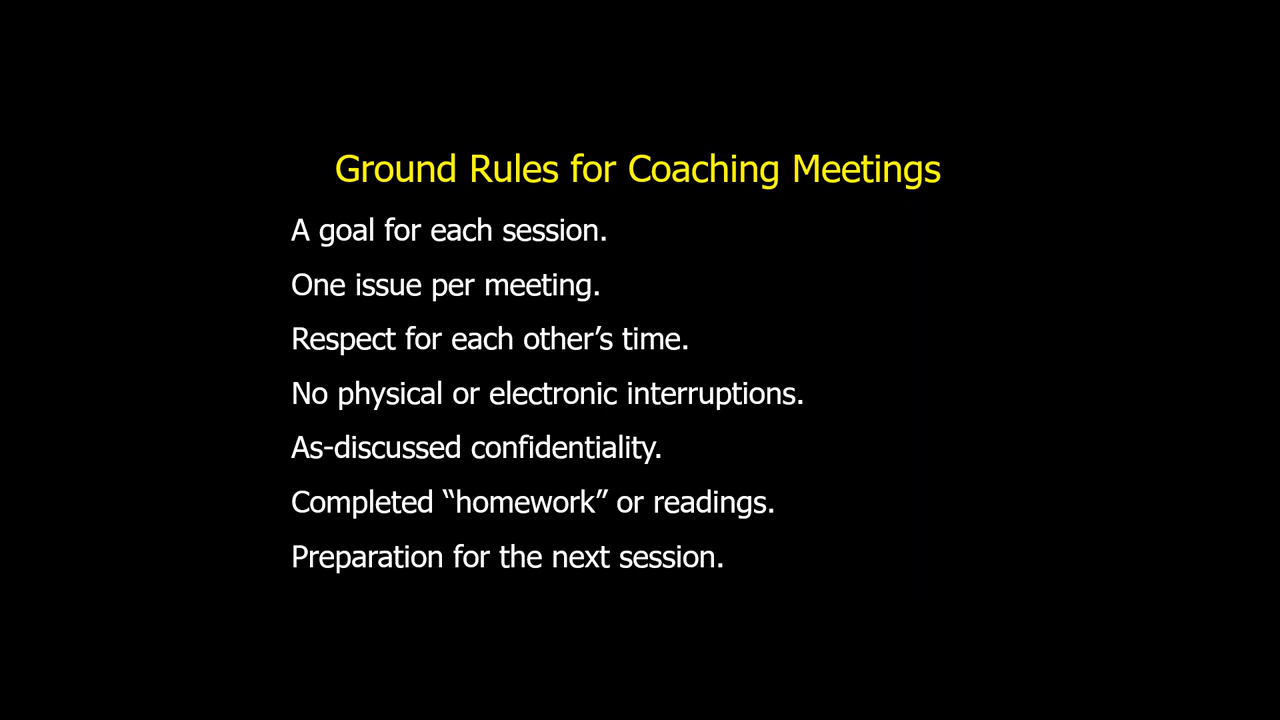 Ground Rules for Coaching Meetings
A goal for each session.
One issue per meeting.
Respect for each other’s time.
No physical or electronic interruptions.
As-discussed confidentiality.
Completed “homework” or readings.
Preparation for the next session.